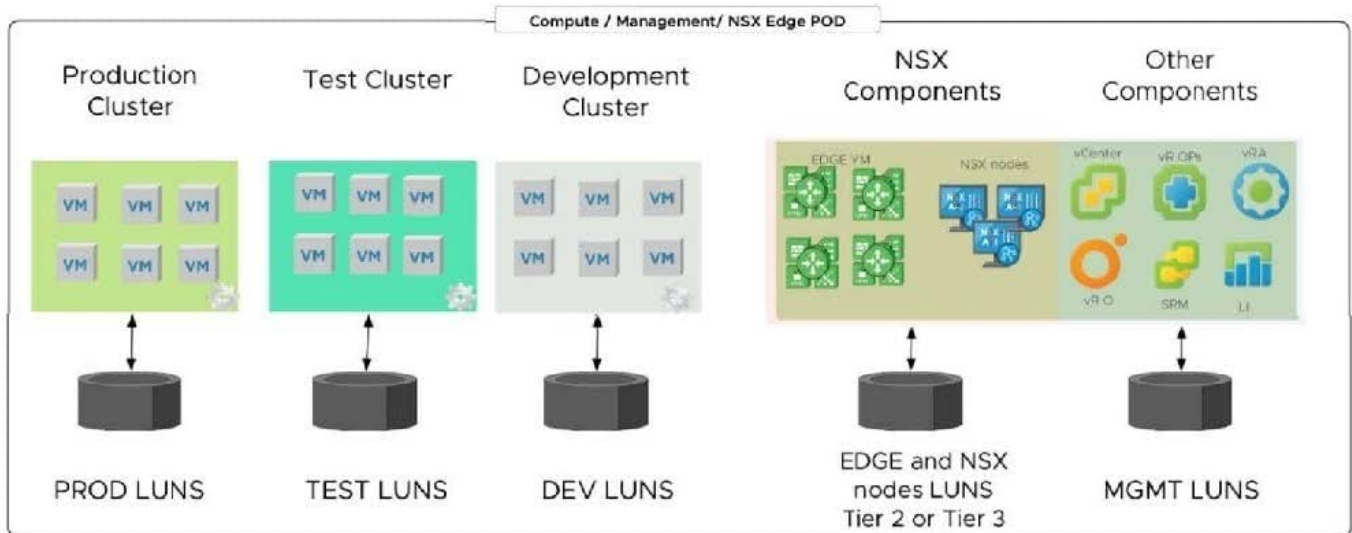 Compute / Management/ NSX Edge POD
Production
Cluster
Test Cluster
Development
Cluster
NSX
Components
Other
Components
VM VM VM
VM VM VM
VM VM VM
VM VM VM
VM VM VM
VM VM VM
EDGE VM
NSX nodes
vCenter
vR OPs
vRA
vR O
SRM
LI
PROD LUNS
TEST LUNS
DEV LUNS
EDGE and NSX
nodes LUNS
Tier 2 or Tier 3
MGMT LUNS